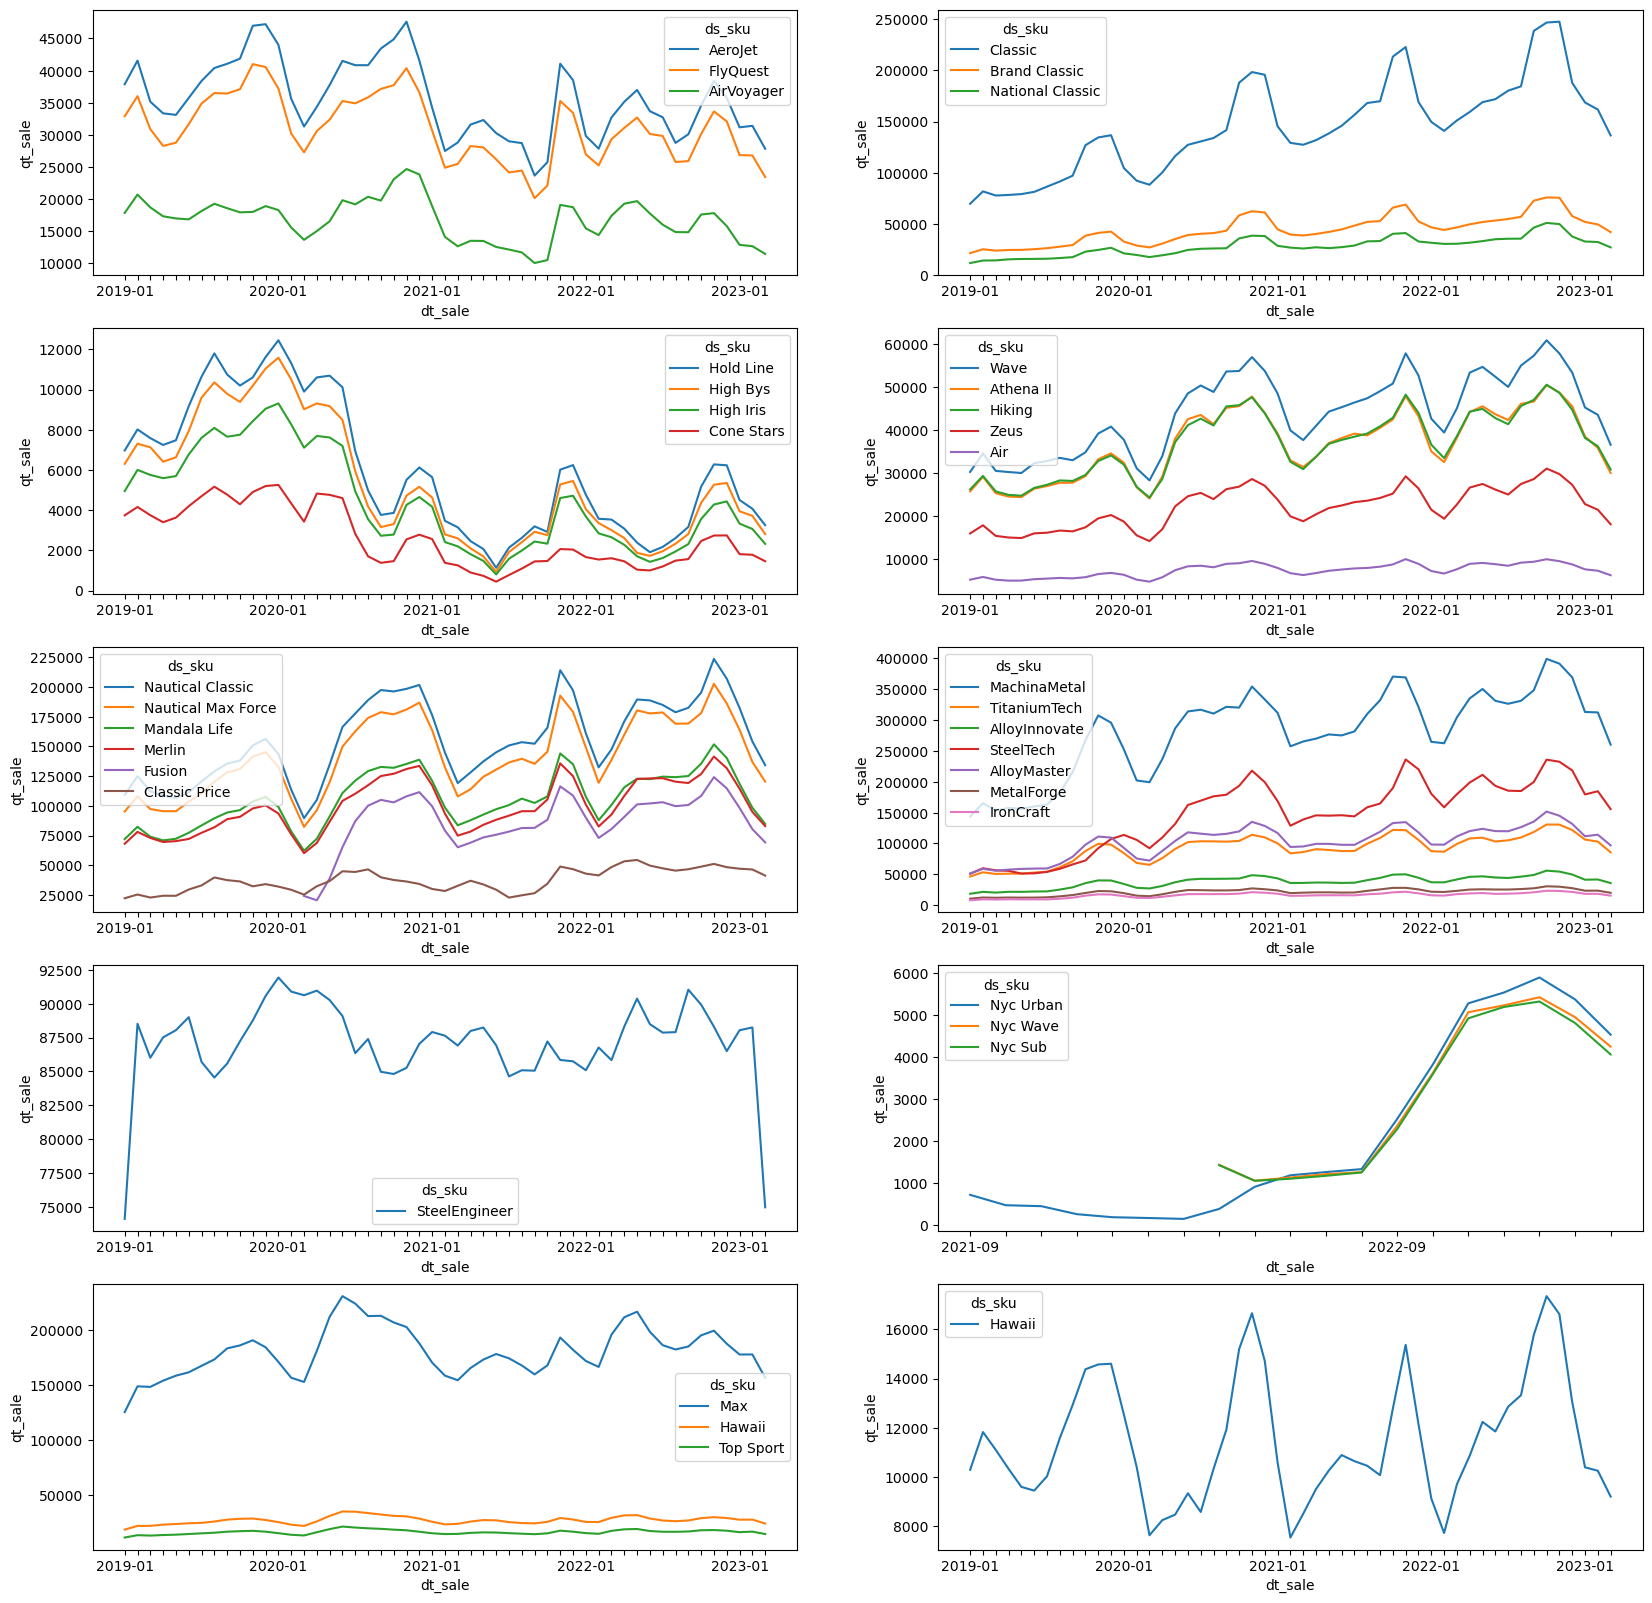 45000
40000
35000
30000
25000
20000
15000
10000
qt_sale
ds_sku
AeroJet
FlyQuest
AirVoyager
2019-01 2020-01 2021-01 2022-01 2023-01
dt_sale
250000
200000
150000
100000
50000
0
qt_sale
ds_sku
Classic
Brand Classic
National Classic
2019-01 2020-01 2021-01 2022-01 2023-01
dt_sale
12000
10000
8000
6000
4000
2000
0
qt_sale
ds_sku
Hold Line
High Bys
High Iris
Cone Stars
2019-01 2020-01 2021-01 2022-01 2023-01
dt_sale
60000
50000
40000
30000
20000
10000
qt_sale
ds_sku
Wave
Athena II
Hiking
Zeus
Air
2019-01 2020-01 2021-01 2022-01 2023-01
dt_sale
225000
200000
175000
150000
125000
100000
75000
50000
25000
qt_sale
ds_sku
Nautical Classic
Nautical Max Force
Mandala Life
Merlin
Fusion
Classic Price
2019-01 2020-01 2021-01 2022-01 2023-01
dt_sale
400000
350000
300000
250000
200000
150000
100000
50000
0
qt_sale
ds_sku
MachinaMetal
TitaniumTech
AlloyInnovate
SteelTech
AlloyMaster
MetalForge
IronCraft
2019-01 2020-01 2021-01 2022-01 2023-01
dt_sale
92500
90000
87500
85000
82500
80000
77500
75000
qt_sale
ds_sku
SteelEngineer
2019-01 2020-01 2021-01 2022-01 2023-01
dt_sale
6000
5000
4000
3000
2000
1000
0
qt_sale
ds_sku
Nyc Urban
Nyc Wave
Nyc Sub
2021-09 2022-09
dt_sale
200000
150000
100000
50000
qt_sale
ds_sku
Max
Hawaii
Top Sport
2019-01 2020-01 2021-01 2022-01 2023-01
dt_sale
16000
14000
12000
10000
8000
qt_sale
ds_sku
Hawaii
2019-01 2020-01 2021-01 2022-01 2023-01
dt_sale